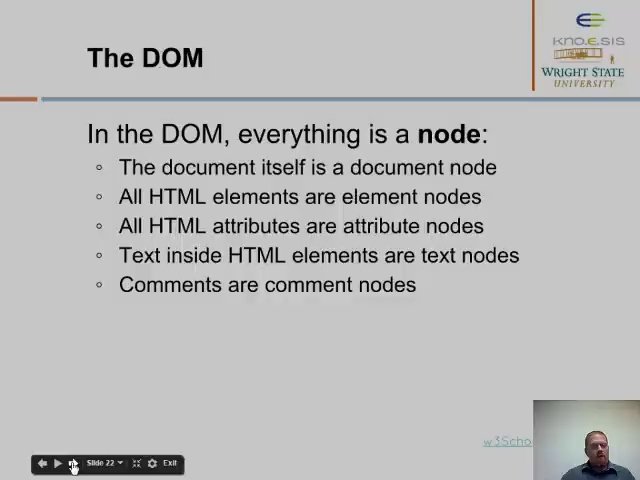 The DOM
KNO.E.SIS
WRIGHT STATE
UNIVERSITY
In the DOM, everything is a node:
The document itself is a document node
All HTML elements are element nodes
All HTML attributes are attribute nodes
Text inside HTML elements are text nodes
Comments are comment nodes
w3Scho
Slide 22
Exit